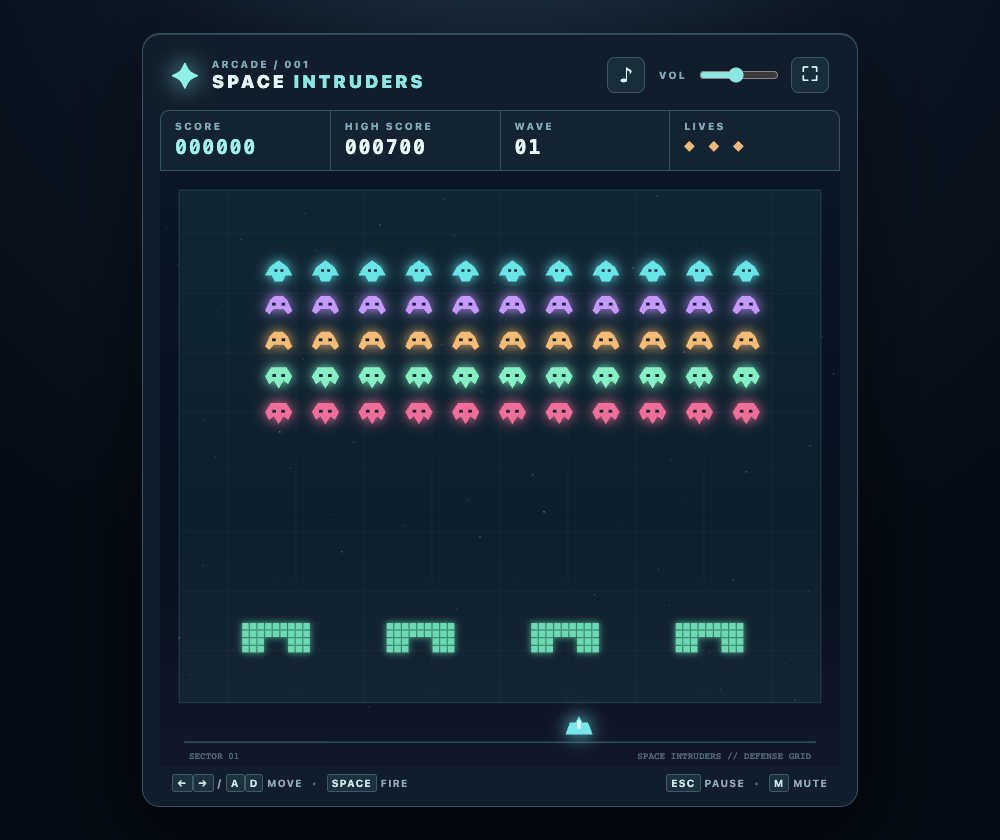 ARCADE / 001
SPACE INTRUDERS
♪ VOL
SCORE HIGH SCORE WAVE LIVES
000000 000700 01
SECTOR 01 SPACE INTRUDERS // DEFENSE GRID
← → / A D MOVE · SPACE FIRE ESC PAUSE · M MUTE